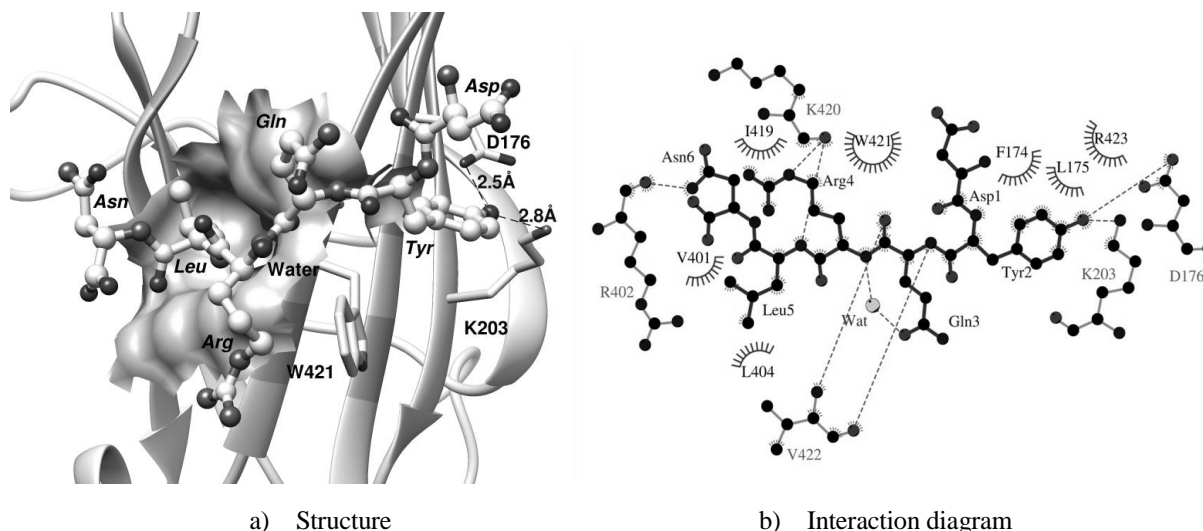 Asp
Gln
D176
2.5Å
Asn
2.8Å
Tyr
Leu
Water
K203
Arg
W421
K420
I419
W421
R423
Asn6
F174
L175
Arg4
Asp1
V401
Tyr2
K203
D176
R402
Leu5
Wat
Gln3
L404
V422
a) Structure
b) Interaction diagram